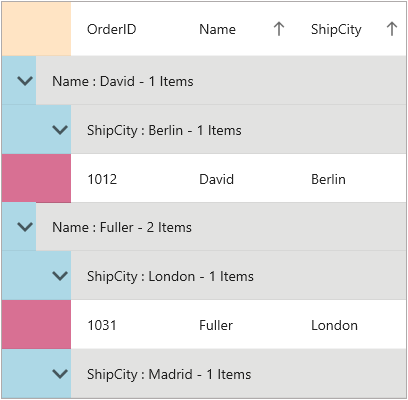 OrderID Name ShipCity
Name : David - 1 Items
ShipCity : Berlin - 1 Items
1012 David Berlin
Name : Fuller - 2 Items
ShipCity : London - 1 Items
1031 Fuller London
ShipCity : Madrid - 1 Items